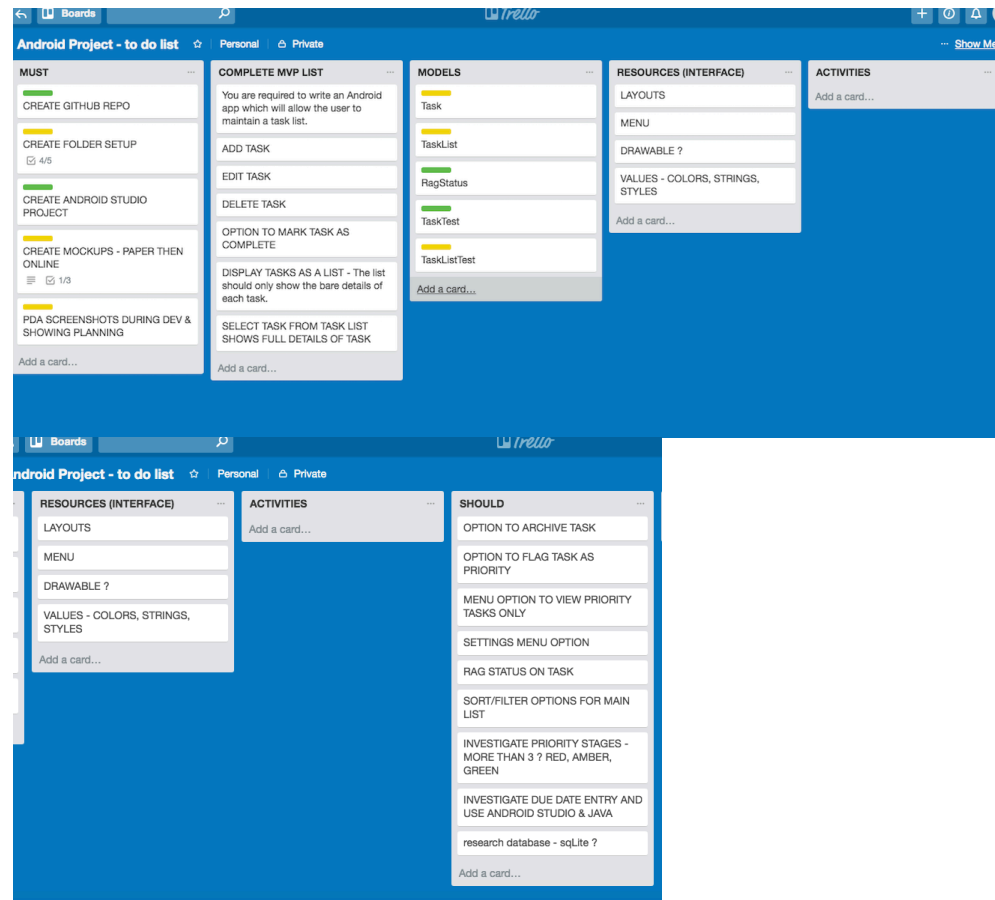 Boards
Trello
Android Project - to do list
Personal
Private
Show Me
MUST
CREATE GITHUB REPO
CREATE FOLDER SETUP
4/5
CREATE ANDROID STUDIO
PROJECT
CREATE MOCKUPS - PAPER THEN
ONLINE
1/3
PDA SCREENSHOTS DURING DEV &
SHOWING PLANNING
Add a card...
COMPLETE MVP LIST
You are required to write an Android
app which will allow the user to
maintain a task list.
ADD TASK
EDIT TASK
DELETE TASK
OPTION TO MARK TASK AS
COMPLETE
DISPLAY TASKS AS A LIST - The list
should only show the bare details of
each task.
SELECT TASK FROM TASK LIST
SHOWS FULL DETAILS OF TASK
Add a card...
MODELS
Task
TaskList
RagStatus
TaskTest
TaskListTest
Add a card...
RESOURCES (INTERFACE)
LAYOUTS
MENU
DRAWABLE ?
VALUES - COLORS, STRINGS,
STYLES
Add a card...
ACTIVITIES
Add a card...
Boards
Trello
ndroid Project - to do list
Personal
Private
RESOURCES (INTERFACE)
LAYOUTS
MENU
DRAWABLE ?
VALUES - COLORS, STRINGS,
STYLES
Add a card...
ACTIVITIES
Add a card...
SHOULD
OPTION TO ARCHIVE TASK
OPTION TO FLAG TASK AS
PRIORITY
MENU OPTION TO VIEW PRIORITY
TASKS ONLY
SETTINGS MENU OPTION
RAG STATUS ON TASK
SORT/FILTER OPTIONS FOR MAIN
LIST
INVESTIGATE PRIORITY STAGES -
MORE THAN 3 ? RED, AMBER,
GREEN
INVESTIGATE DUE DATE ENTRY AND
USE ANDROID STUDIO & JAVA
research database - sqLite ?
Add a card...